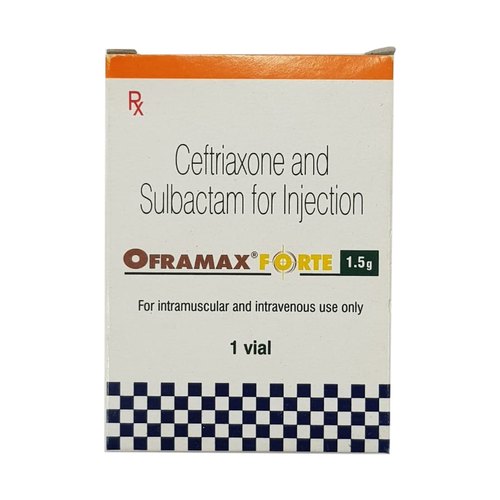 Rx
Ceftriaxone and
Sulbactam for Injection
OFRAMAX® FORTE 1.5g
For intramuscular and intravenous use only
1 vial